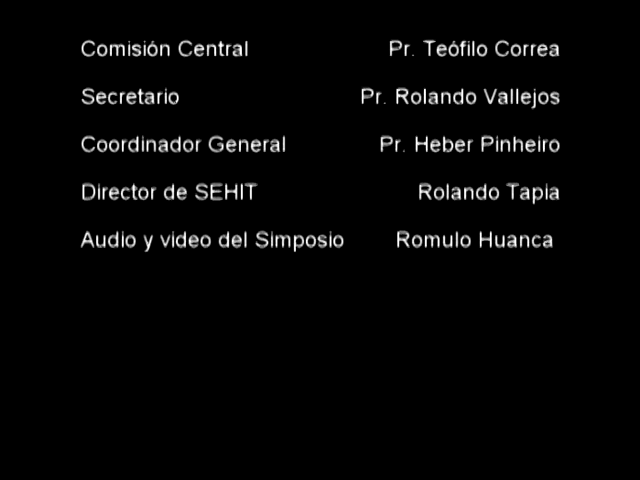 Comisión Central Pr. Teófilo Correa
Secretario Pr. Rolando Vallejos
Coordinador General Pr. Heber Pinheiro
Director de SEHIT Rolando Tapia
Audio y video del Simposio Romulo Huanca